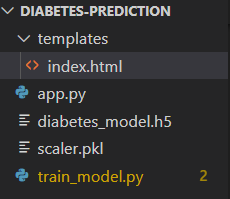 DIABETES-PREDICTION
templates
<> index.html
app.py
diabetes_model.h5
scaler.pkl
train_model.py 2